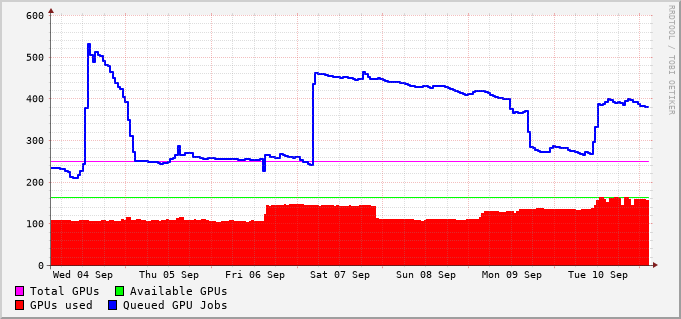 RRDTOOL / TOBI OETIKER
600
500
400
300
200
100
0
Wed 04 Sep Thu 05 Sep Fri 06 Sep Sat 07 Sep Sun 08 Sep Mon 09 Sep Tue 10 Sep
Total GPUs Available GPUs
GPUs used Queued GPU Jobs